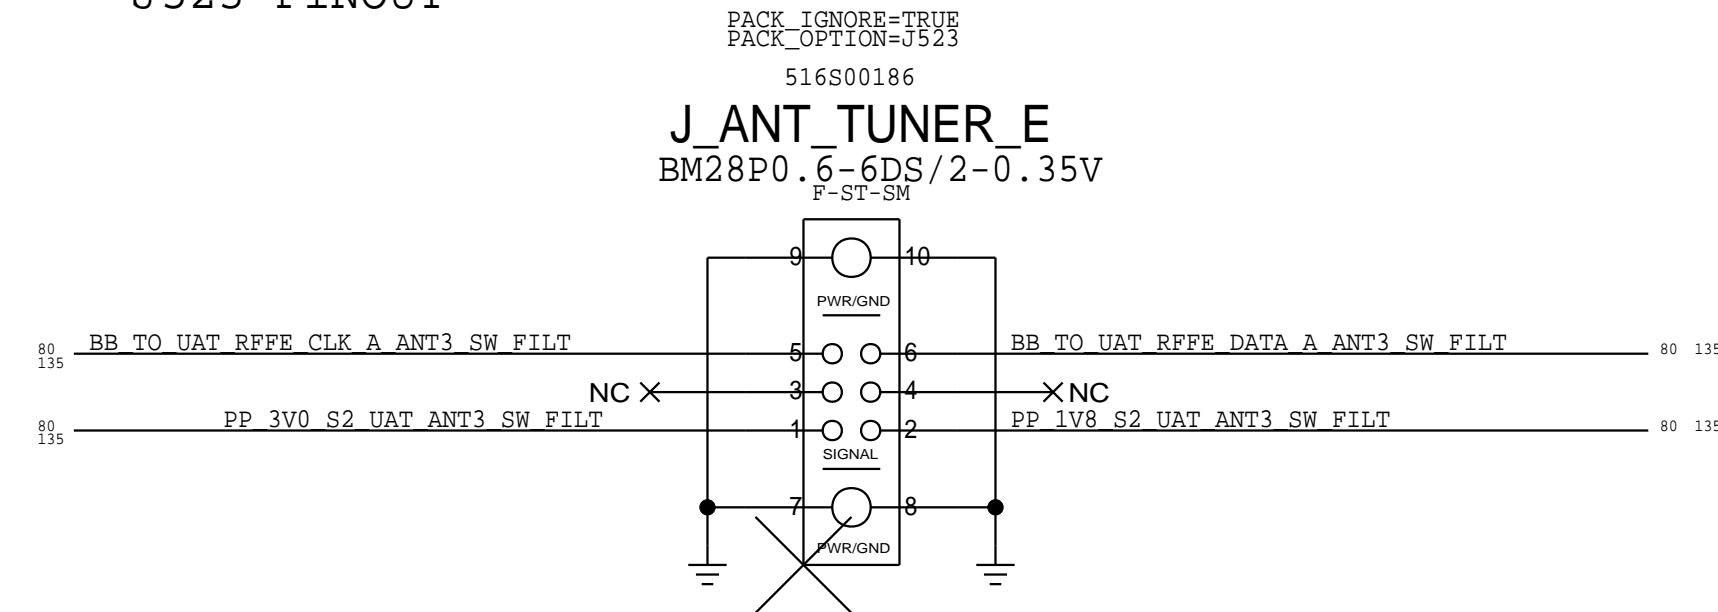 J523 PINOUT
PACK_IGNORE=TRUE
PACK_OPTION=J523
516S00186
J_ANT_TUNER_E
BM28P0.6-6DS/2-0.35V
F-ST-SM
9 10
PWR/GND
80 135 BB_TO_UAT_RFFE_CLK_A_ANT3_SW_FILT 5 6 BB_TO_UAT_RFFE_DATA_A_ANT3_SW_FILT 80 135
NC 3 4 NC
80 135 PP_3V0_S2_UAT_ANT3_SW_FILT 1 2 PP_1V8_S2_UAT_ANT3_SW_FILT 80 135
SIGNAL
7 8
PWR/GND